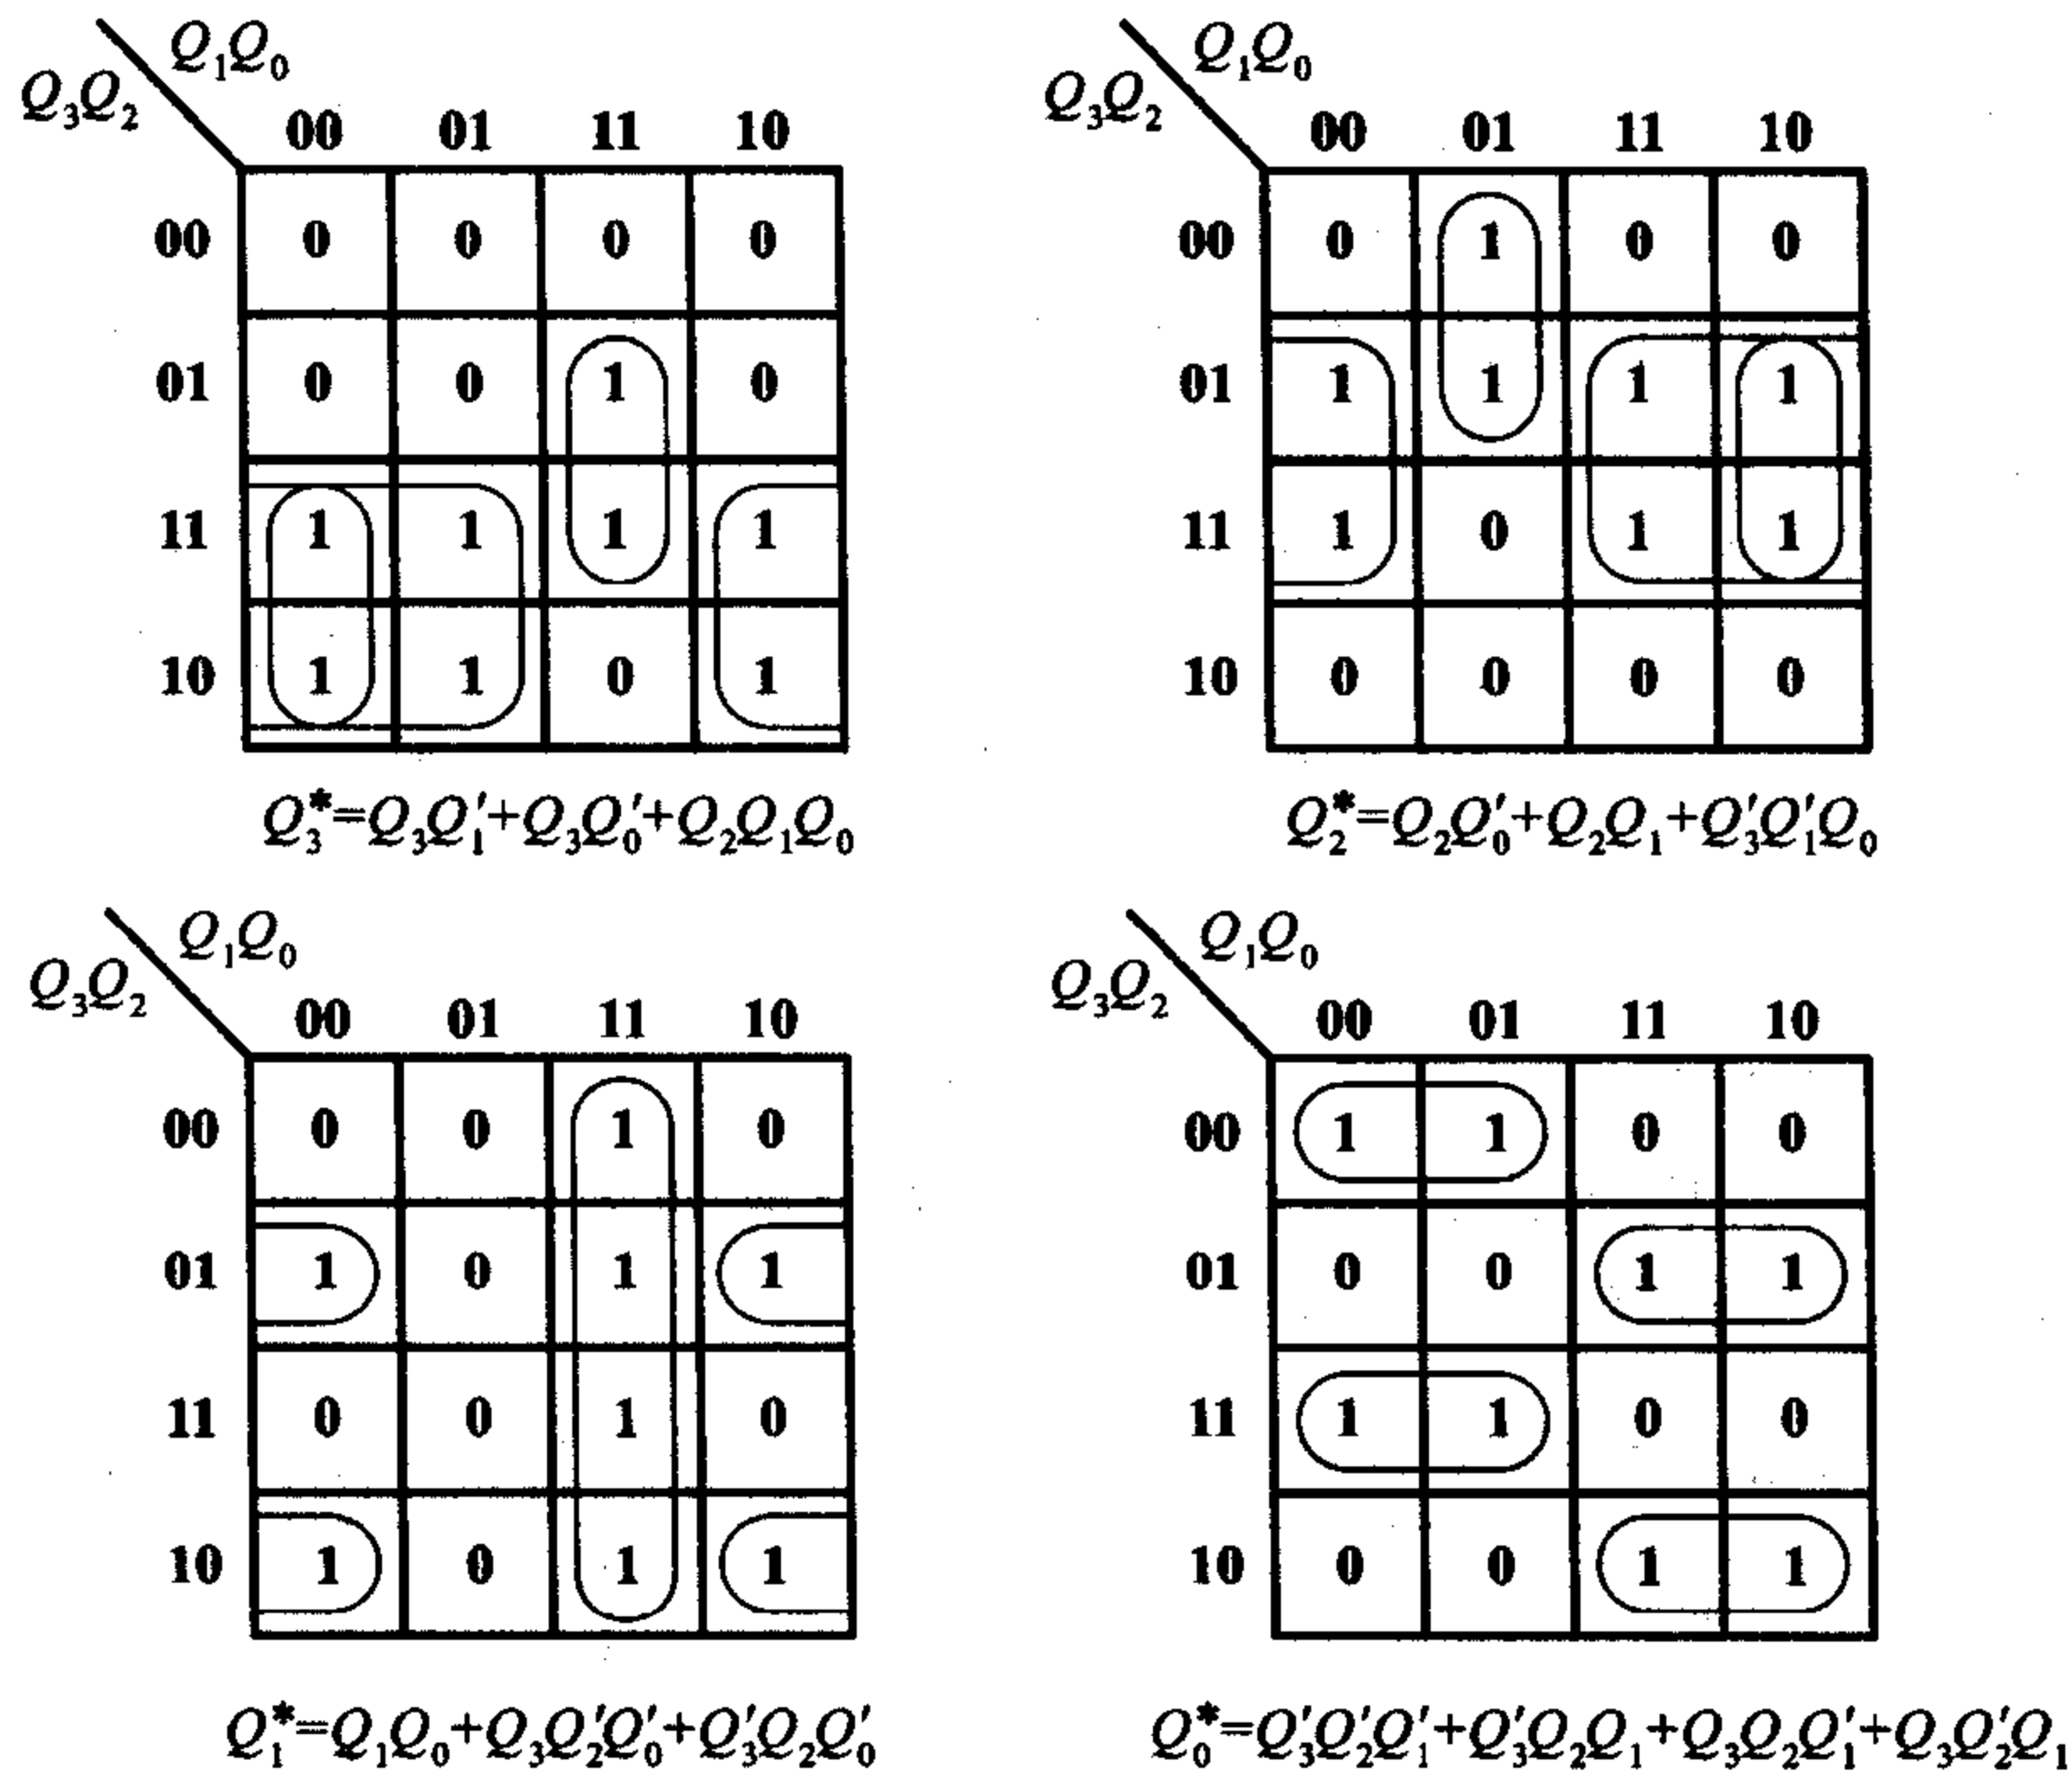 Q₁Q₀
Q₃Q₂
00 01 11 10
00 0 0 0 0
01 0 0 1 0
11 1 1 1 1
10 1 1 0 1
Q₃*=Q₃Q₁′+Q₃Q₀′+Q₂Q₁Q₀
Q₁Q₀
Q₃Q₂
00 01 11 10
00 0 1 0 0
01 1 1 1 1
11 1 0 1 1
10 0 0 0 0
Q₂*=Q₂Q₀′+Q₂Q₁+Q₃′Q₁′Q₀
Q₁Q₀
Q₃Q₂
00 01 11 10
00 0 0 1 0
01 1 0 1 1
11 0 0 1 0
10 1 0 1 1
Q₁*=Q₁Q₀+Q₃Q₂′Q₀′+Q₃′Q₂Q₀′
Q₁Q₀
Q₃Q₂
00 01 11 10
00 1 1 0 0
01 0 0 1 1
11 1 1 0 0
10 0 0 1 1
Q₀*=Q₃′Q₂′Q₁′+Q₃′Q₂Q₁+Q₃Q₂Q₁′+Q₃Q₂′Q₁